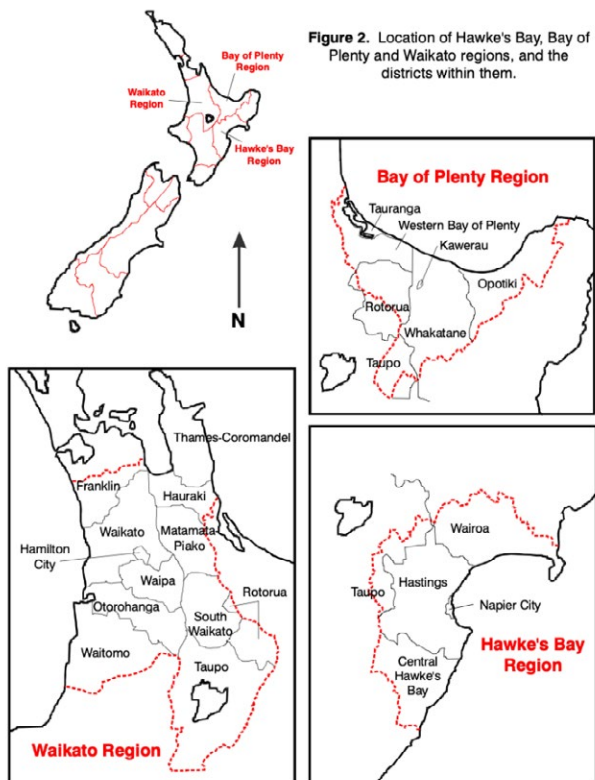 Figure 2. Location of Hawke's Bay, Bay of
Plenty and Waikato regions, and the
districts within them.
Bay of Plenty
Region
Waikato
Region
Hawke's Bay
Region
N
Bay of Plenty Region
Tauranga
Western Bay of Plenty
Kawerau
Opotiki
Rotorua
Whakatane
Taupo
Thames-Coromandel
Franklin
Hauraki
Waikato
Matamata-
Piako
Hamilton
City
Waipa
Rotorua
Otorohanga
South
Waikato
Waitomo
Taupo
Waikato Region
Wairoa
Taupo
Hastings
Napier City
Central
Hawke's
Bay
Hawke's Bay
Region